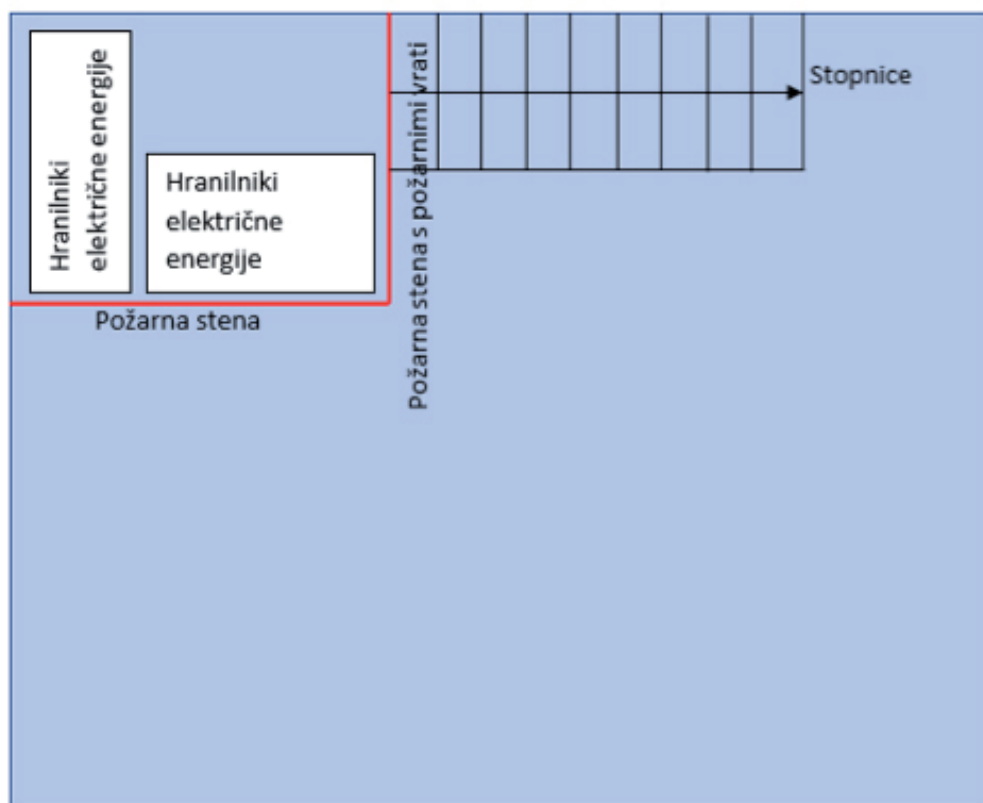 Hranilniki
električne energije
Hranilniki
električne
energije
Požarna stena
Požarna stena s požarnimi vrati
Stopnice